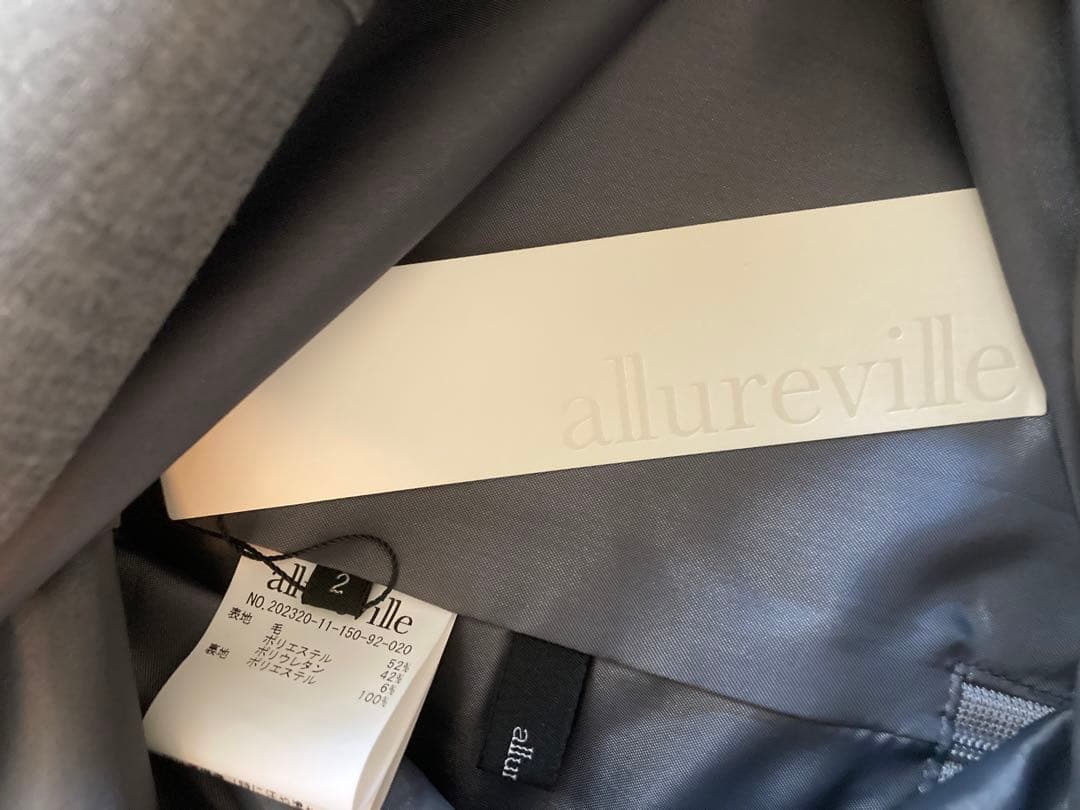 allureville
2
allureville
NO.202320-11-150-92-020
表地 毛 52%
ポリエステル 42%
ポリウレタン 6%
裏地 ポリエステル 100%
allur